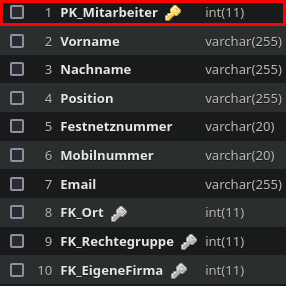 1 PK_Mitarbeiter int(11)
2 Vorname varchar(255)
3 Nachname varchar(255)
4 Position varchar(255)
5 Festnetznummer varchar(20)
6 Mobilnummer varchar(20)
7 Email varchar(255)
8 FK_Ort int(11)
9 FK_Rechtegruppe int(11)
10 FK_EigeneFirma int(11)